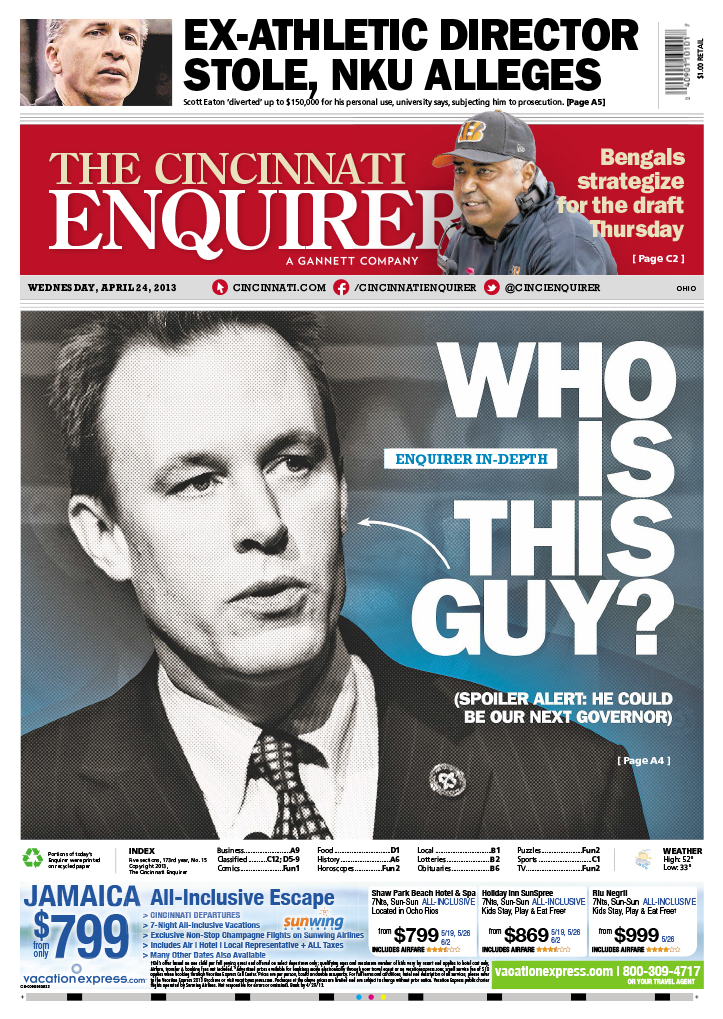 EX-ATHLETIC DIRECTOR
STOLE, NKU ALLEGES
Scott Eaton ‘diverted’ up to $150,000 for his personal use, university says, subjecting him to prosecution. [Page A5]
$1.00 RETAIL
THE CINCINNATI
ENQUIRER
A GANNETT COMPANY
Bengals
strategize
for the draft
Thursday
[ Page C2 ]
WEDNESDAY, APRIL 24, 2013
CINCINNATI.COM
/CINCINNATIENQUIRER
@CINCIENQUIRER
OHIO
WHO
IS
THIS
GUY?
ENQUIRER IN-DEPTH
(SPOILER ALERT: HE COULD
BE OUR NEXT GOVERNOR)
[ Page A4 ]
Portions of today's
Enquirer were printed
on recycled paper
INDEX
Five sections, 173rd year, No. 15
Copyright 2013,
The Cincinnati Enquirer
Business....................A9
Classified ........C12; D5-9
Comics....................Fun1
Food ........................D1
History......................A6
Horoscopes..............Fun2
Local ........................B1
Lotteries...................B2
Obituaries.................B6
Puzzles....................Fun2
Sports ......................C1
TV..........................Fun2
WEATHER
High: 52°
Low: 33°
JAMAICA
from
only
$799
vacationexpress.com
All-Inclusive Escape
> CINCINNATI DEPARTURES
> 7-Night All-Inclusive Vacations
> Exclusive Non-Stop Champagne Flights on Sunwing Airlines
> Includes Air | Hotel | Local Representative + ALL Taxes
> Many Other Dates Also Available
sunwing
AIRLINES
Shaw Park Beach Hotel & Spa
7Nts, Sun-Sun ALL-INCLUSIVE
Located in Ocho Rios
from $799 5/19, 5/26
6/2
INCLUDES AIRFARE
Holiday Inn SunSpree
7Nts, Sun-Sun ALL-INCLUSIVE
Kids Stay, Play & Eat Free†
from $869 5/19, 5/26
6/2
INCLUDES AIRFARE
Riu Negril
7Nts, Sun-Sun ALL-INCLUSIVE
Kids Stay, Play & Eat Free†
from $999 5/26
INCLUDES AIRFARE
vacationexpress.com | 800-309-4717
OR YOUR TRAVEL AGENT